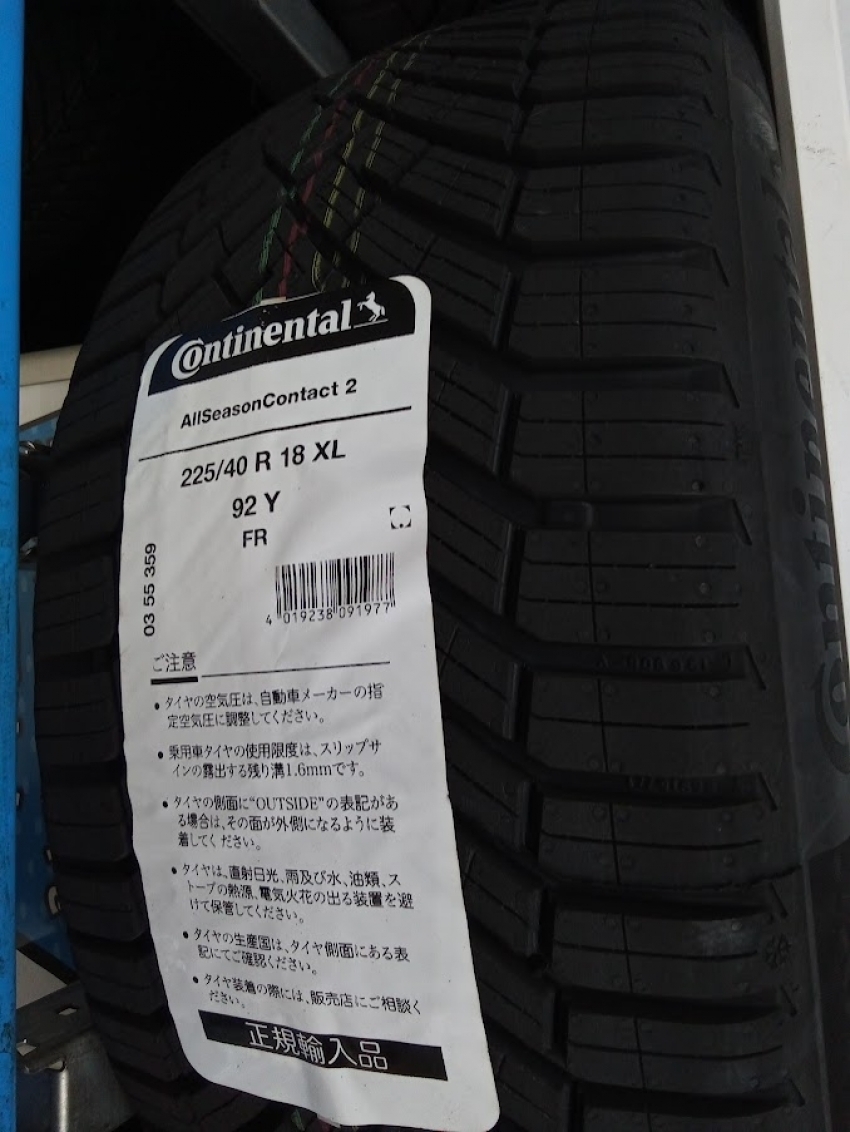 Continental
AllSeasonContact 2
225/40 R 18 XL
92 Y
FR
03 55 359
4 019238 091977
ご注意
• タイヤの空気圧は、自動車メーカーの指
定空気圧に調整してください。
• 乗用車タイヤの使用限度は、スリップサ
インの露出する残り溝1.6mmです。
• タイヤの側面に“OUTSIDE”の表記があ
る場合は、その面が外側になるように装
着してください。
• タイヤは、直射日光、雨及び水、油類、ス
トーブの熱源、電気火花の出る装置を避
けて保管してください。
• タイヤの生産国は、タイヤ側面にある表
記にてご確認ください。
• タイヤ装着の際には、販売店にご相談く
ださい。
正規輸入品
Continental